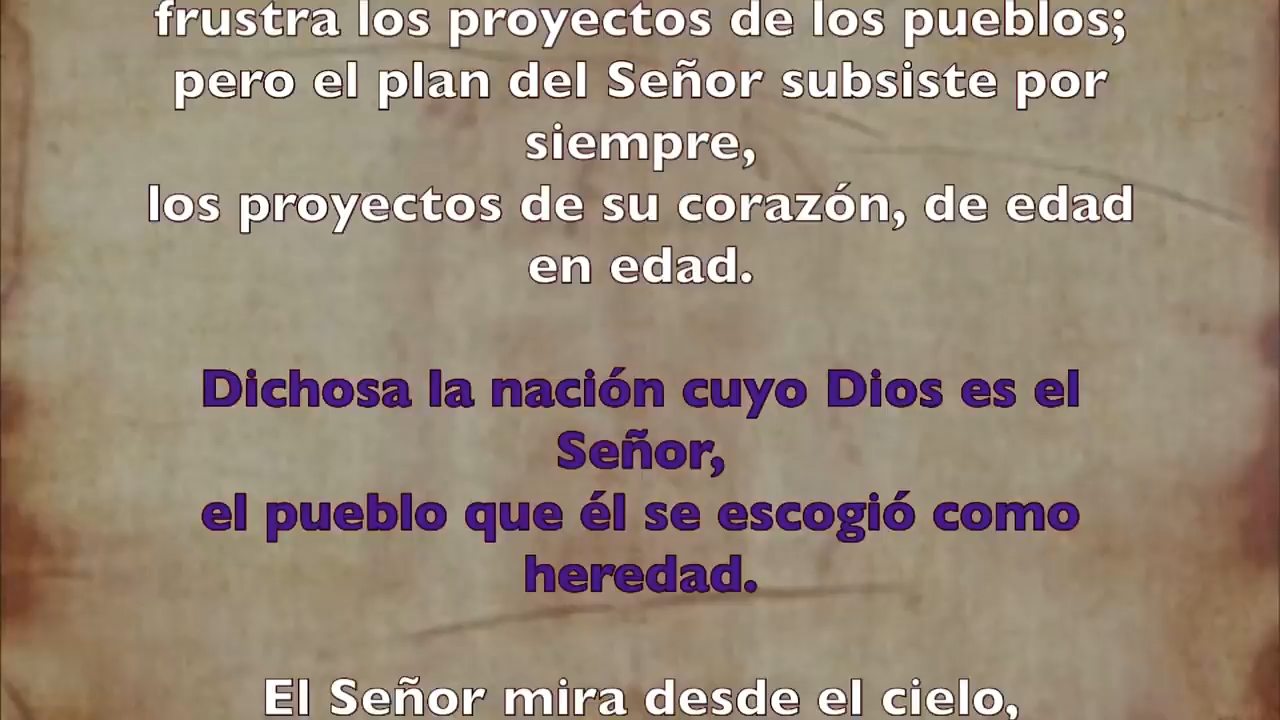 frustra los proyectos de los pueblos;
pero el plan del Señor subsiste por
siempre,
los proyectos de su corazón, de edad
en edad.
Dichosa la nación cuyo Dios es el
Señor,
el pueblo que él se escogió como
heredad.
El Señor mira desde el cielo,